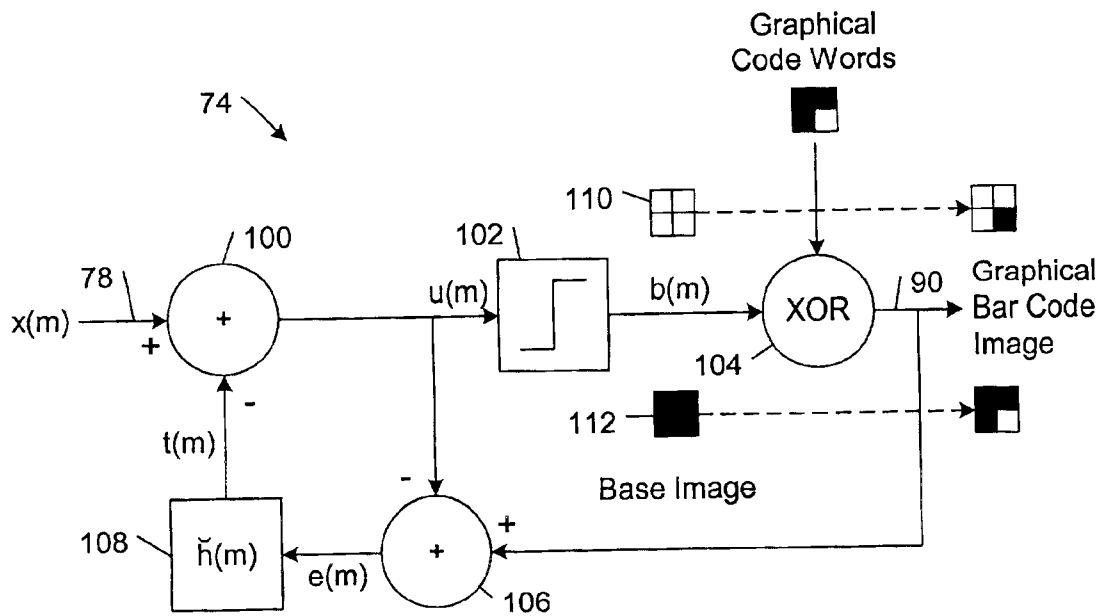 Graphical
Code Words
74
110
100
102
78
x(m)
+
+
u(m)
b(m)
XOR
90
Graphical
Bar Code
Image
104
-
t(m)
112
-
Base Image
+
108
h̆(m)
e(m)
+
106